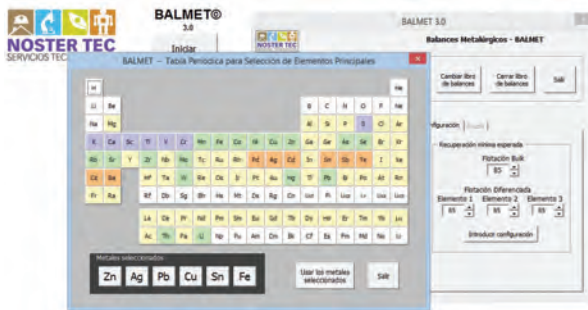 BALMET©
3.0
Iniciar
NOSTER TEC
SERVICIOS TEC
BALMET 3.0
NOSTER TEC
Balances Metalúrgicos - BALMET
Cambiar libro
de balances
Cerrar libro
de balances
Salir
Recuperación mínima esperada
Flotación Bulk
85
Flotación Diferenciada
Elemento 1 Elemento 2 Elemento 3
85 85 85
Introducir configuración
BALMET -- Tabla Periódica para Selección de Elementos Principales
H He
Li Be B C N O F Ne
Na Mg Al Si P S Cl Ar
K Ca Sc Ti V Cr Mn Fe Co Ni Cu Zn Ga Ge As Se Br Kr
Rb Sr Y Zr Nb Mo Tc Ru Rh Pd Ag Cd In Sn Sb Te I Xe
Cs Ba Hf Ta W Re Os Ir Pt Au Hg Tl Pb Bi Po At Rn
Fr Ra Rf Db Sg Bh Hs Mt Ds Rg Cn
La Ce Pr Nd Pm Sm Eu Gd Tb Dy Ho Er Tm Yb Lu
Ac Th Pa U Np Pu Am Cm Bk Cf Es Fm Md No Lr
Metales seleccionados
Zn Ag Pb Cu Sn Fe
Usar los metales
seleccionados
Salir